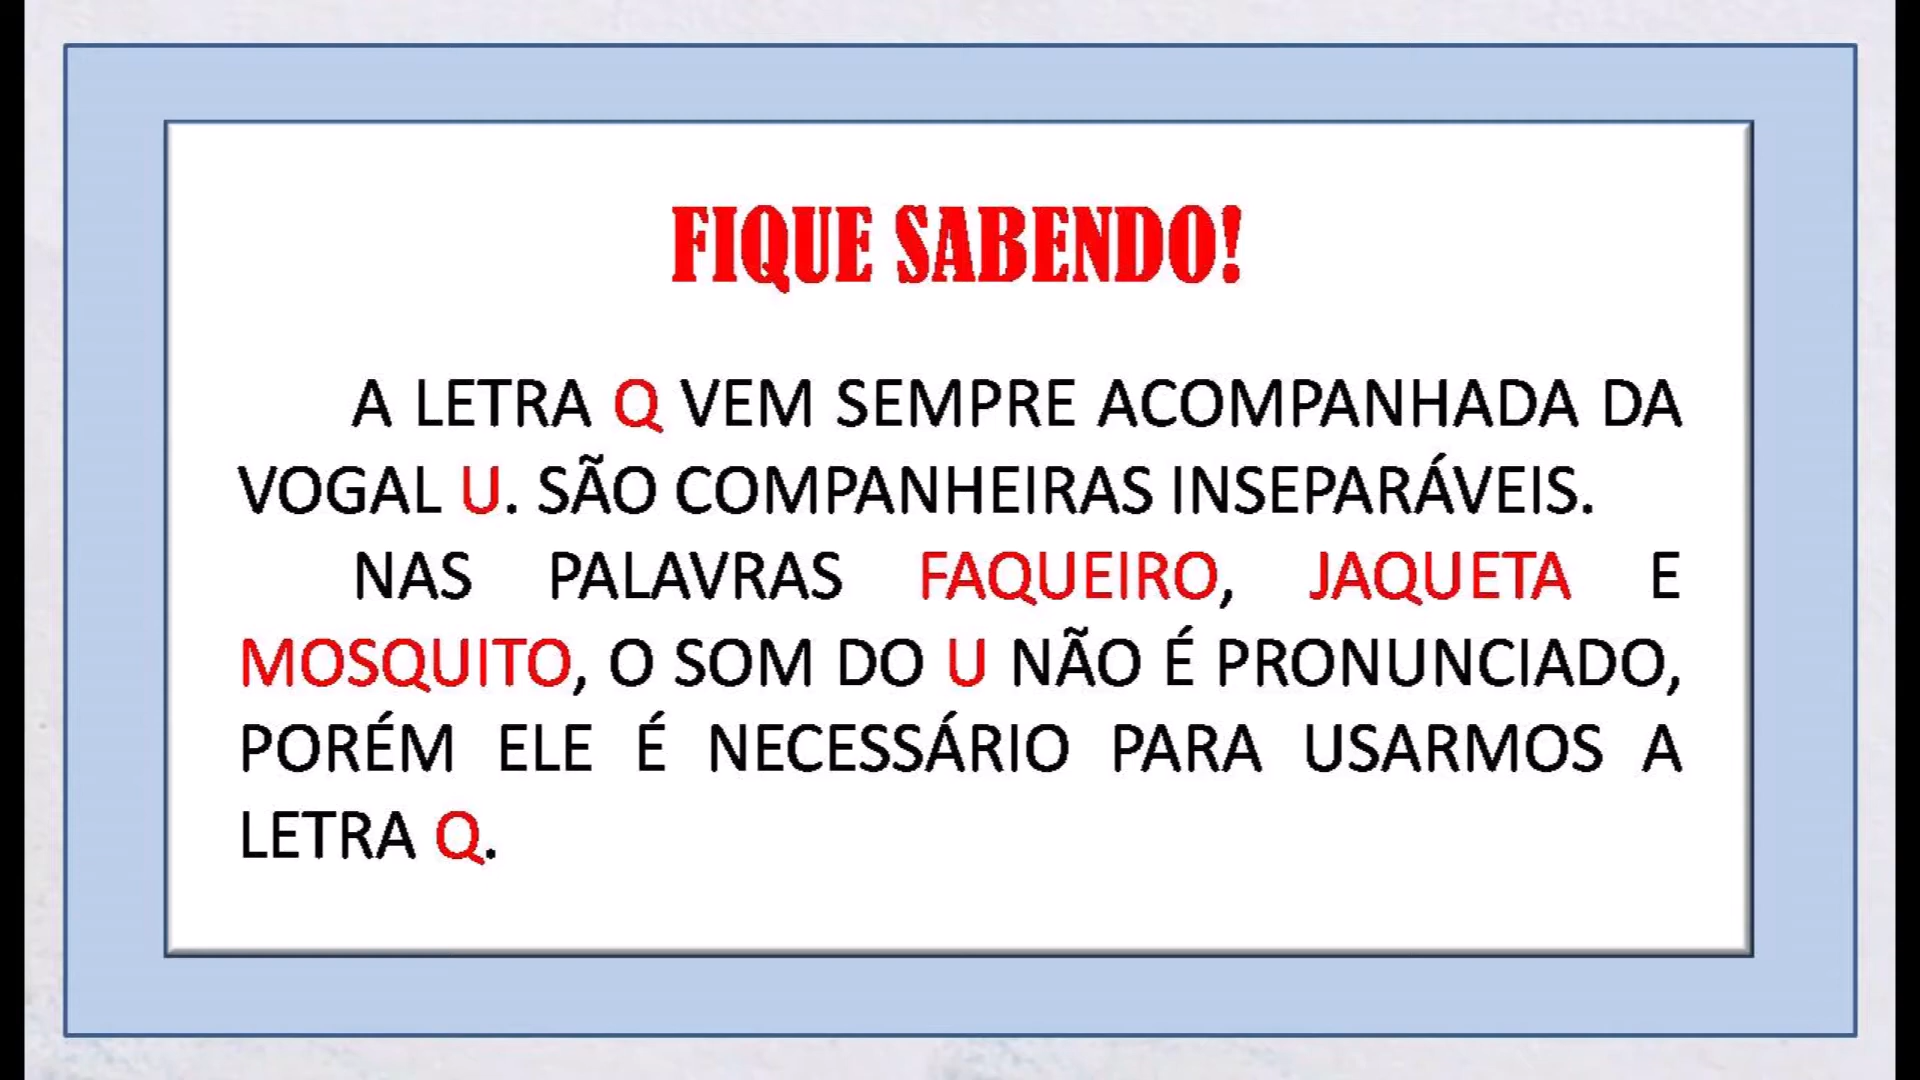 FIQUE SABENDO!
A LETRA Q VEM SEMPRE ACOMPANHADA DA
VOGAL U. SÃO COMPANHEIRAS INSEPARÁVEIS.
NAS PALAVRAS FAQUEIRO, JAQUETA E
MOSQUITO, O SOM DO U NÃO É PRONUNCIADO,
PORÉM ELE É NECESSÁRIO PARA USARMOS A
LETRA Q.